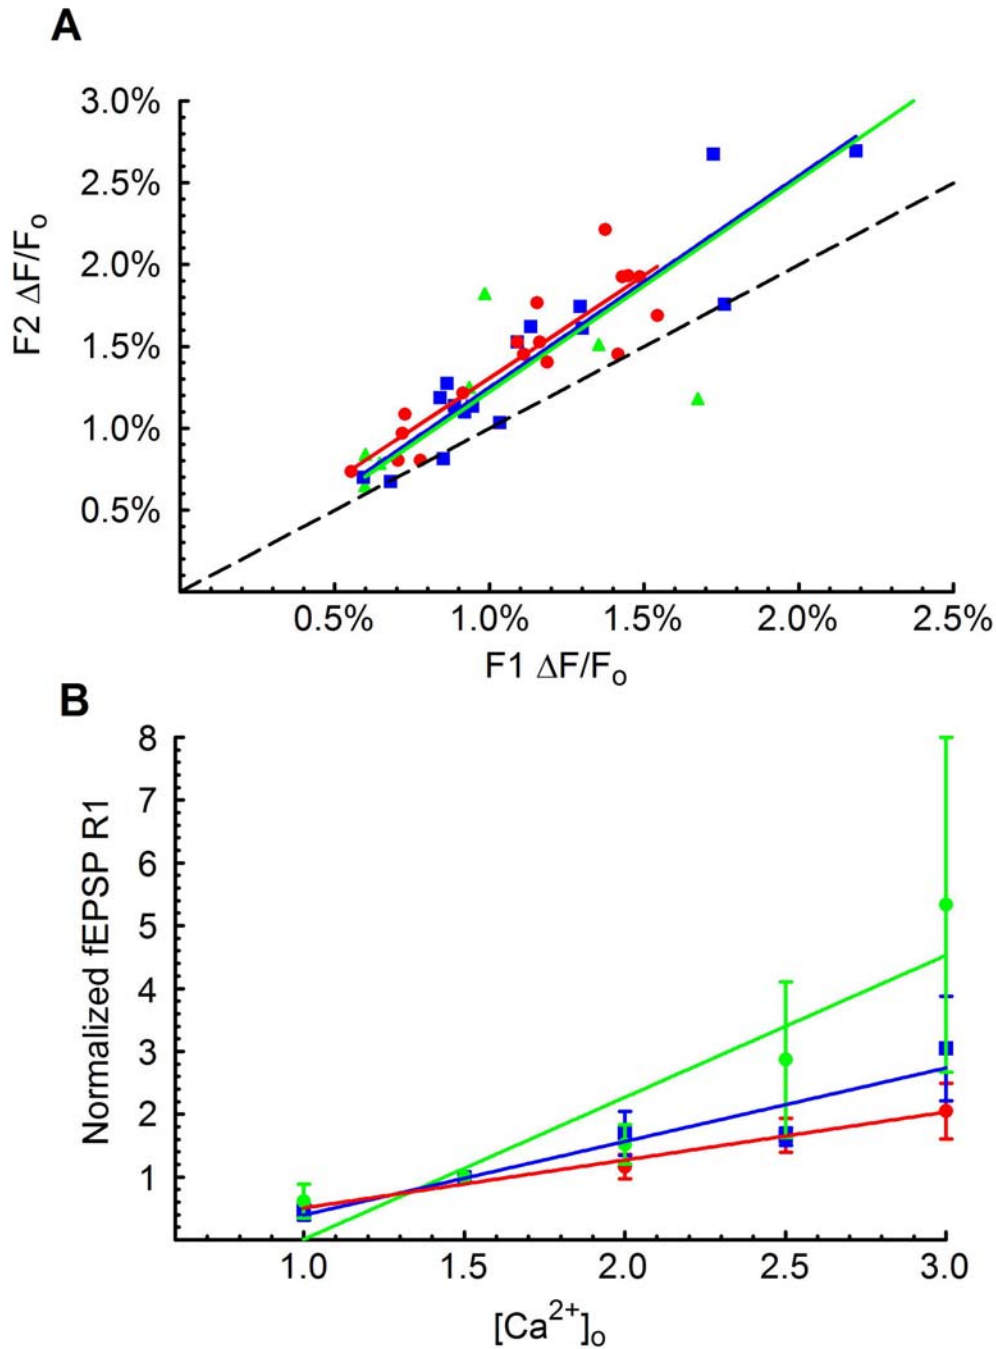 A
3.0%
2.5%
2.0%
1.5%
1.0%
0.5%
F2 ΔF/Fo
0.5% 1.0% 1.5% 2.0% 2.5%
F1 ΔF/Fo
B
8
7
6
5
4
3
2
1
Normalized fEPSP R1
1.0 1.5 2.0 2.5 3.0
[Ca²⁺]o